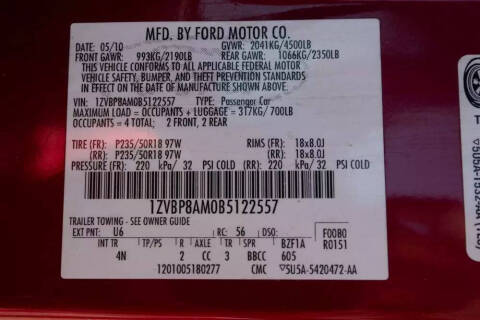 MFD. BY FORD MOTOR CO.
DATE: 05/10 GVWR: 2041KG/4500LB
FRONT GAWR: 993KG/2190LB REAR GAWR: 1066KG/2350LB
THIS VEHICLE CONFORMS TO ALL APPLICABLE FEDERAL MOTOR
VEHICLE SAFETY, BUMPER, AND THEFT PREVENTION STANDARDS
IN EFFECT ON THE DATE OF MANUFACTURE SHOWN ABOVE.
VIN: 1ZVBP8AM0B5122557 TYPE: Passenger Car
MAXIMUM LOAD = OCCUPANTS + LUGGAGE = 317KG/700LB
OCCUPANTS = 4 TOTAL; 2 FRONT, 2 REAR
TIRE (FR): P235/50R18 97W RIMS (FR): 18x8.0J
(RR): P235/50R18 97W (RR): 18x8.0J
PRESSURE (FR): 220 kPa/ 32 PSI COLD (RR): 220 kPa/ 32 PSI COLD
1ZVBP8AM0B5122557
TRAILER TOWING - SEE OWNER GUIDE
EXT PNT: U6 RC: 56 DSO: F0080
INT TR TP/PS R AXLE TR SPR BZF1A R0151
4N 2 CC 3 BBCC 605
1201005180277 CMC 5U5A-5420472-AA